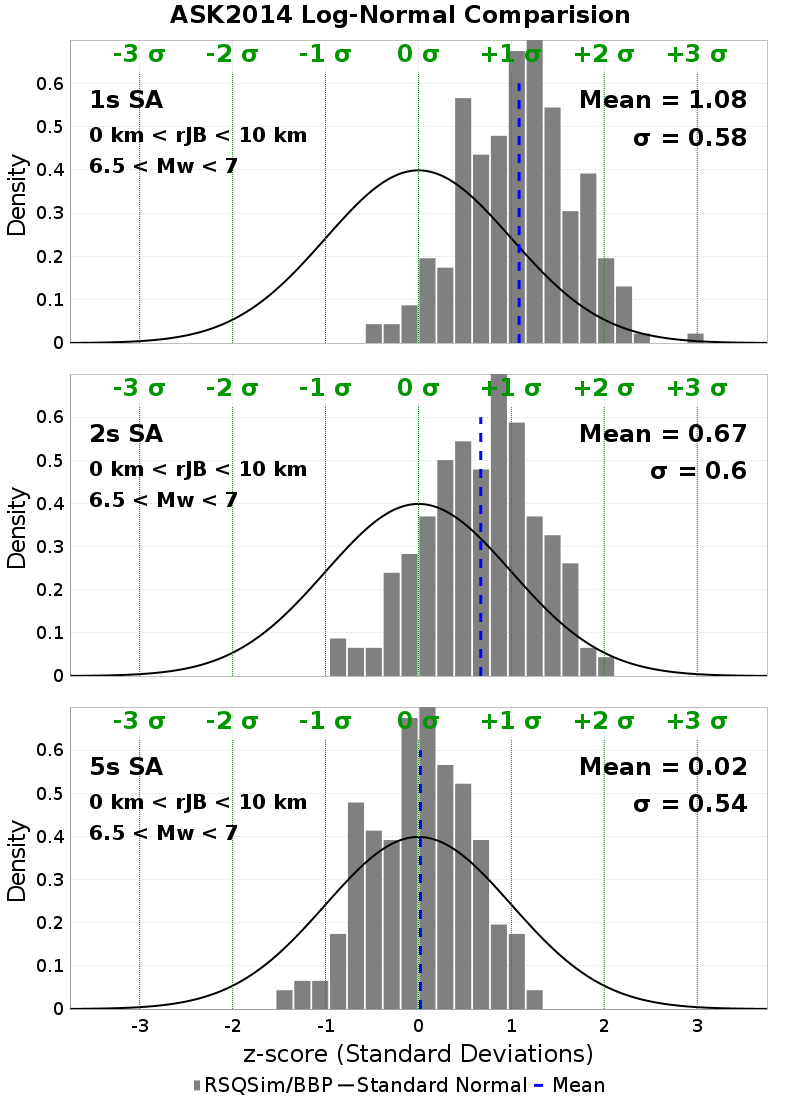 ASK2014 Log-Normal Comparision
-3 σ -2 σ -1 σ 0 σ +1 σ +2 σ +3 σ
1s SA
0 km < rJB < 10 km
6.5 < Mw < 7
Mean = 1.08
σ = 0.58
0.6
0.5
0.4
0.3
0.2
0.1
0
Density
-3 σ -2 σ -1 σ 0 σ +1 σ +2 σ +3 σ
2s SA
0 km < rJB < 10 km
6.5 < Mw < 7
Mean = 0.67
σ = 0.6
0.6
0.5
0.4
0.3
0.2
0.1
0
Density
-3 σ -2 σ -1 σ 0 σ +1 σ +2 σ +3 σ
5s SA
0 km < rJB < 10 km
6.5 < Mw < 7
Mean = 0.02
σ = 0.54
0.6
0.5
0.4
0.3
0.2
0.1
0
Density
-3 -2 -1 0 1 2 3
z-score (Standard Deviations)
RSQSim/BBP Standard Normal Mean